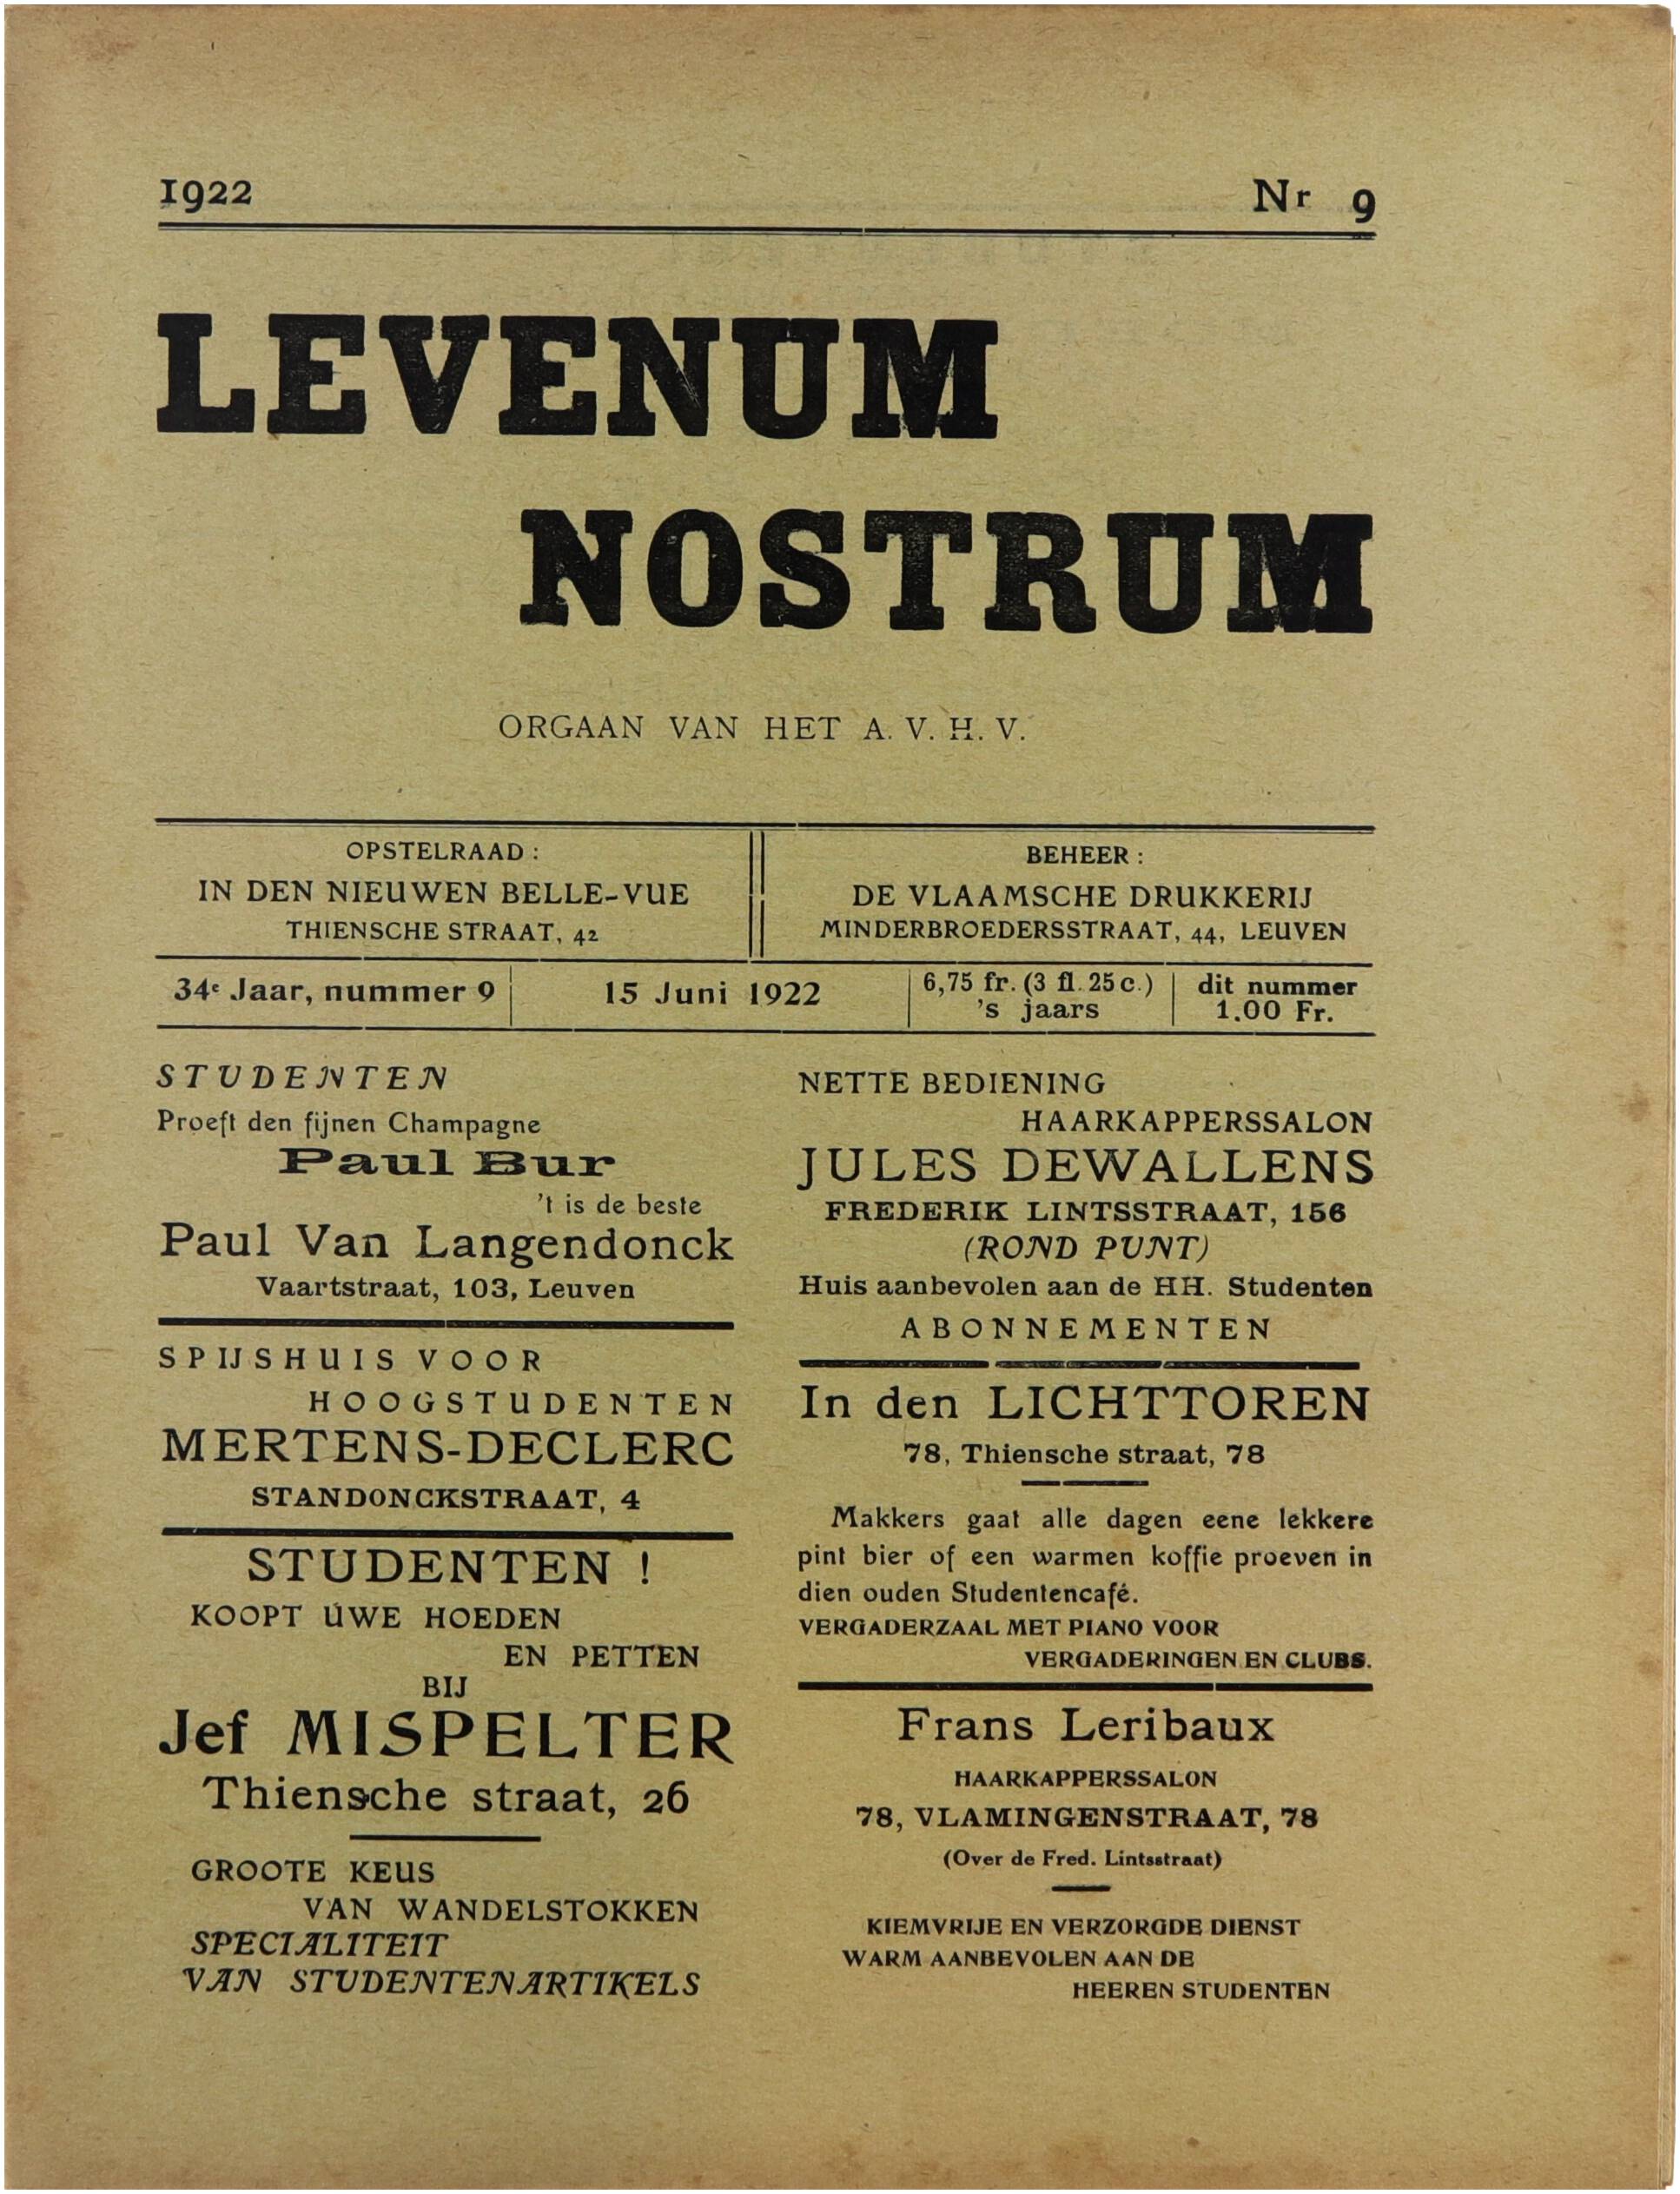 1922
Nr 9
LEVENUM
NOSTRUM
ORGAAN VAN HET A. V. H. V.
OPSTELRAAD :
IN DEN NIEUWEN BELLE-VUE
THIENSCHE STRAAT, 42
BEHEER :
DE VLAAMSCHE DRUKKERIJ
MINDERBROEDERSSTRAAT, 44, LEUVEN
34e Jaar, nummer 9
15 Juni 1922
6,75 fr. (3 fl. 25 c.)
's jaars
dit nummer
1.00 Fr.
STUDENTEN
Proeft den fijnen Champagne
Paul Bur
't is de beste
Paul Van Langendonck
Vaartstraat, 103, Leuven
SPIJSHUIS VOOR
HOOGSTUDENTEN
MERTENS-DECLERC
STANDONCKSTRAAT, 4
STUDENTEN !
KOOPT UWE HOEDEN
EN PETTEN
BIJ
Jef MISPELTER
Thiensche straat, 26
GROOTE KEUS
VAN WANDELSTOKKEN
SPECIALITEIT
VAN STUDENTENARTIKELS
NETTE BEDIENING
HAARKAPPERSSALON
JULES DEWALLENS
FREDERIK LINTSSTRAAT, 156
(ROND PUNT)
Huis aanbevolen aan de HH. Studenten
ABONNEMENTEN
In den LICHTTOREN
78, Thiensche straat, 78
Makkers gaat alle dagen eene lekkere
pint bier of een warmen koffie proeven in
dien ouden Studentencafé.
VERGADERZAAL MET PIANO VOOR
VERGADERINGEN EN CLUBS.
Frans Leribaux
HAARKAPPERSSALON
78, VLAMINGENSTRAAT, 78
(Over de Fred. Lintsstraat)
KIEMVRIJE EN VERZORGDE DIENST
WARM AANBEVOLEN AAN DE
HEEREN STUDENTEN